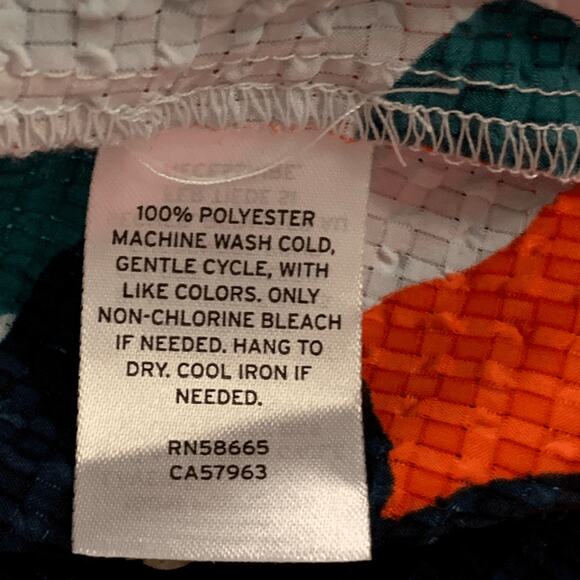 100% POLYESTER
MACHINE WASH COLD,
GENTLE CYCLE, WITH
LIKE COLORS. ONLY
NON-CHLORINE BLEACH
IF NEEDED. HANG TO
DRY. COOL IRON IF
NEEDED.
RN58665
CA57963